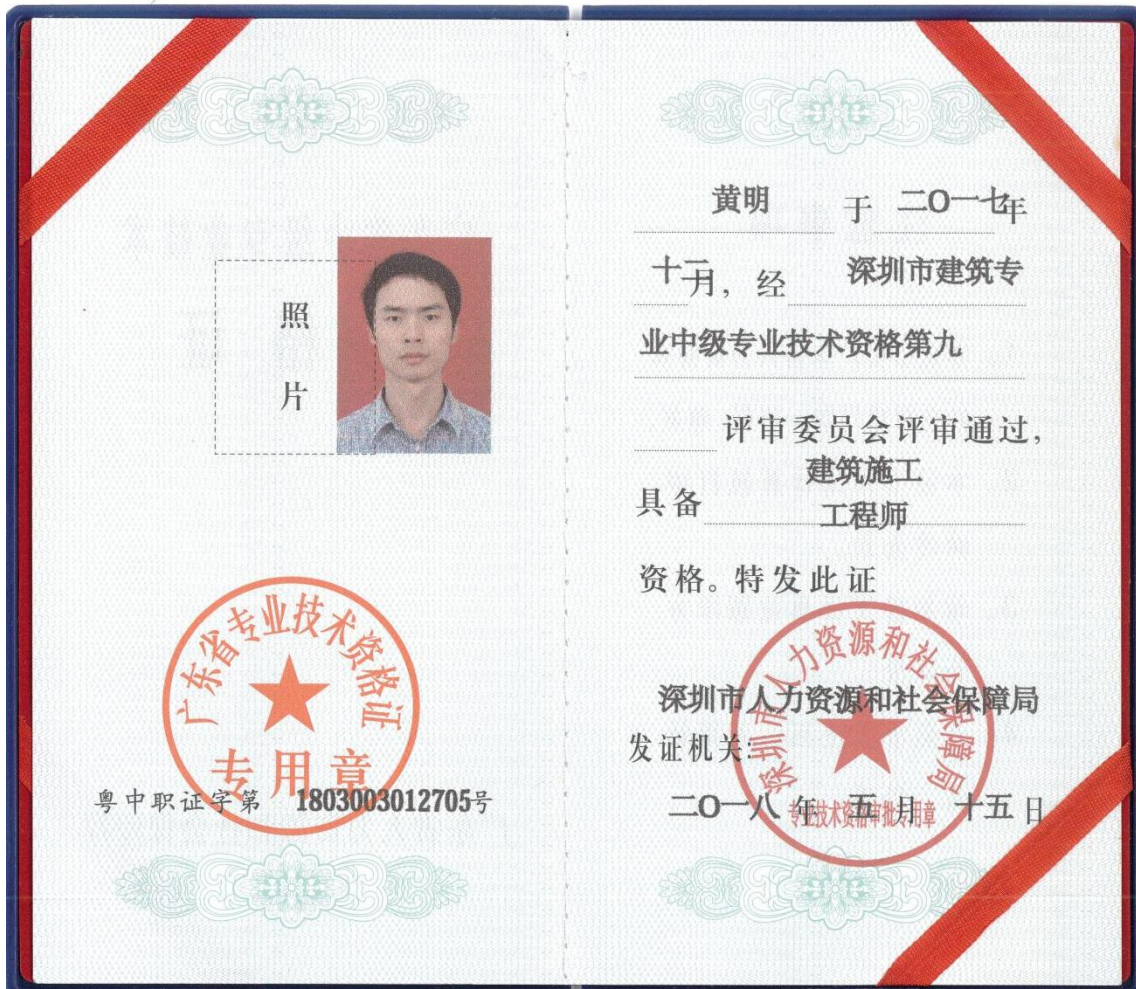 照
片
广东省专业技术资格证
专用章
粤中职证字第 1803003012705号
黄明 于 二〇一七年
十二月，经 深圳市建筑专
业中级专业技术资格第九
评审委员会评审通过，
具备 建筑施工
工程师
资格。特发此证
深圳市人力资源和社会保障局
发证机关：
二〇一八 年 五 月 十五 日
深圳市人力资源和社会保障局
专业技术资格审批专用章